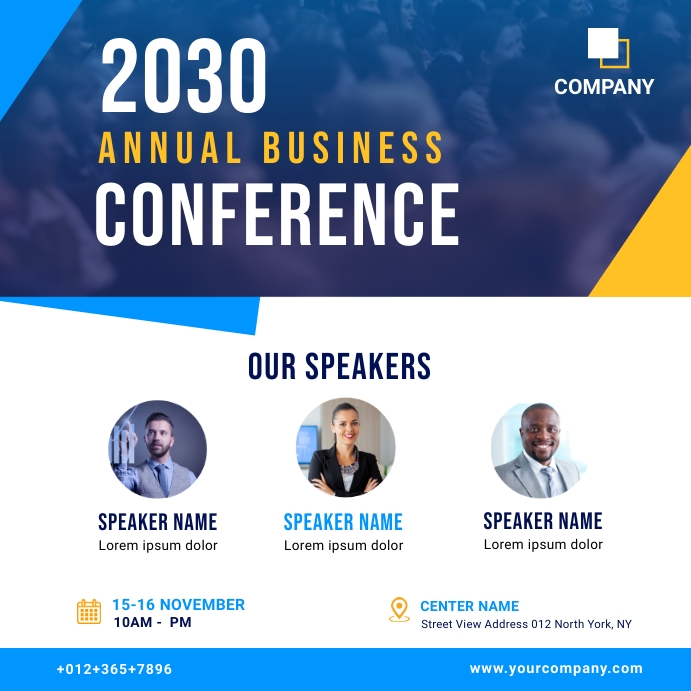 2030
COMPANY
ANNUAL BUSINESS
CONFERENCE
OUR SPEAKERS
SPEAKER NAME
Lorem ipsum dolor
SPEAKER NAME
Lorem ipsum dolor
SPEAKER NAME
Lorem ipsum dolor
15-16 NOVEMBER
10AM - PM
CENTER NAME
Street View Address 012 North York, NY
+012+365+7896
www.yourcompany.com